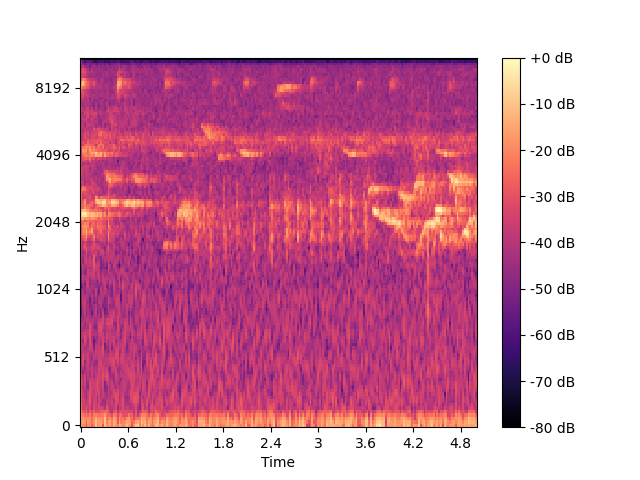 8192
4096
2048
1024
512
0
Hz
0 0.6 1.2 1.8 2.4 3 3.6 4.2 4.8
Time
+0 dB
-10 dB
-20 dB
-30 dB
-40 dB
-50 dB
-60 dB
-70 dB
-80 dB